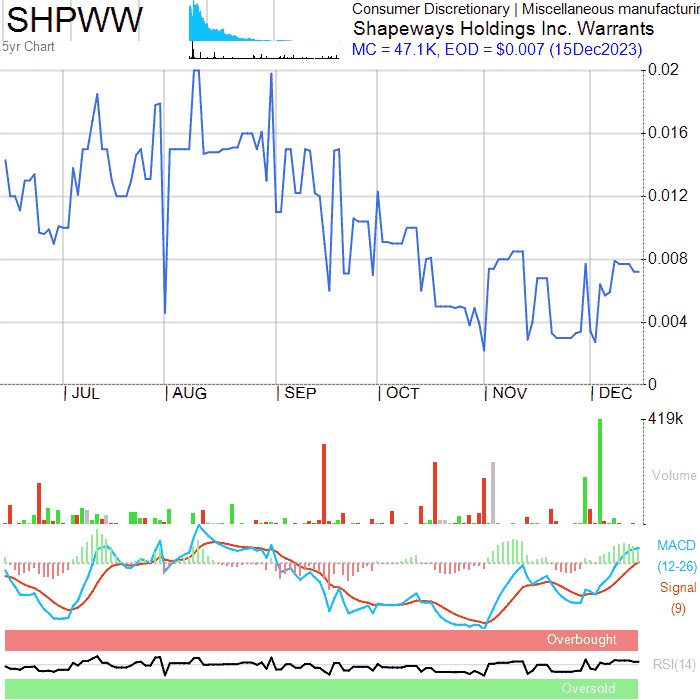 SHPWW
5yr Chart
Consumer Discretionary | Miscellaneous manufacturin
Shapeways Holdings Inc. Warrants
MC = 47.1K, EOD = $0.007 (15Dec2023)
0.02
0.016
0.012
0.008
0.004
0
JUL
AUG
SEP
OCT
NOV
DEC
419k
Volume
MACD
(12-26)
Signal
(9)
Overbought
RSI(14)
Oversold